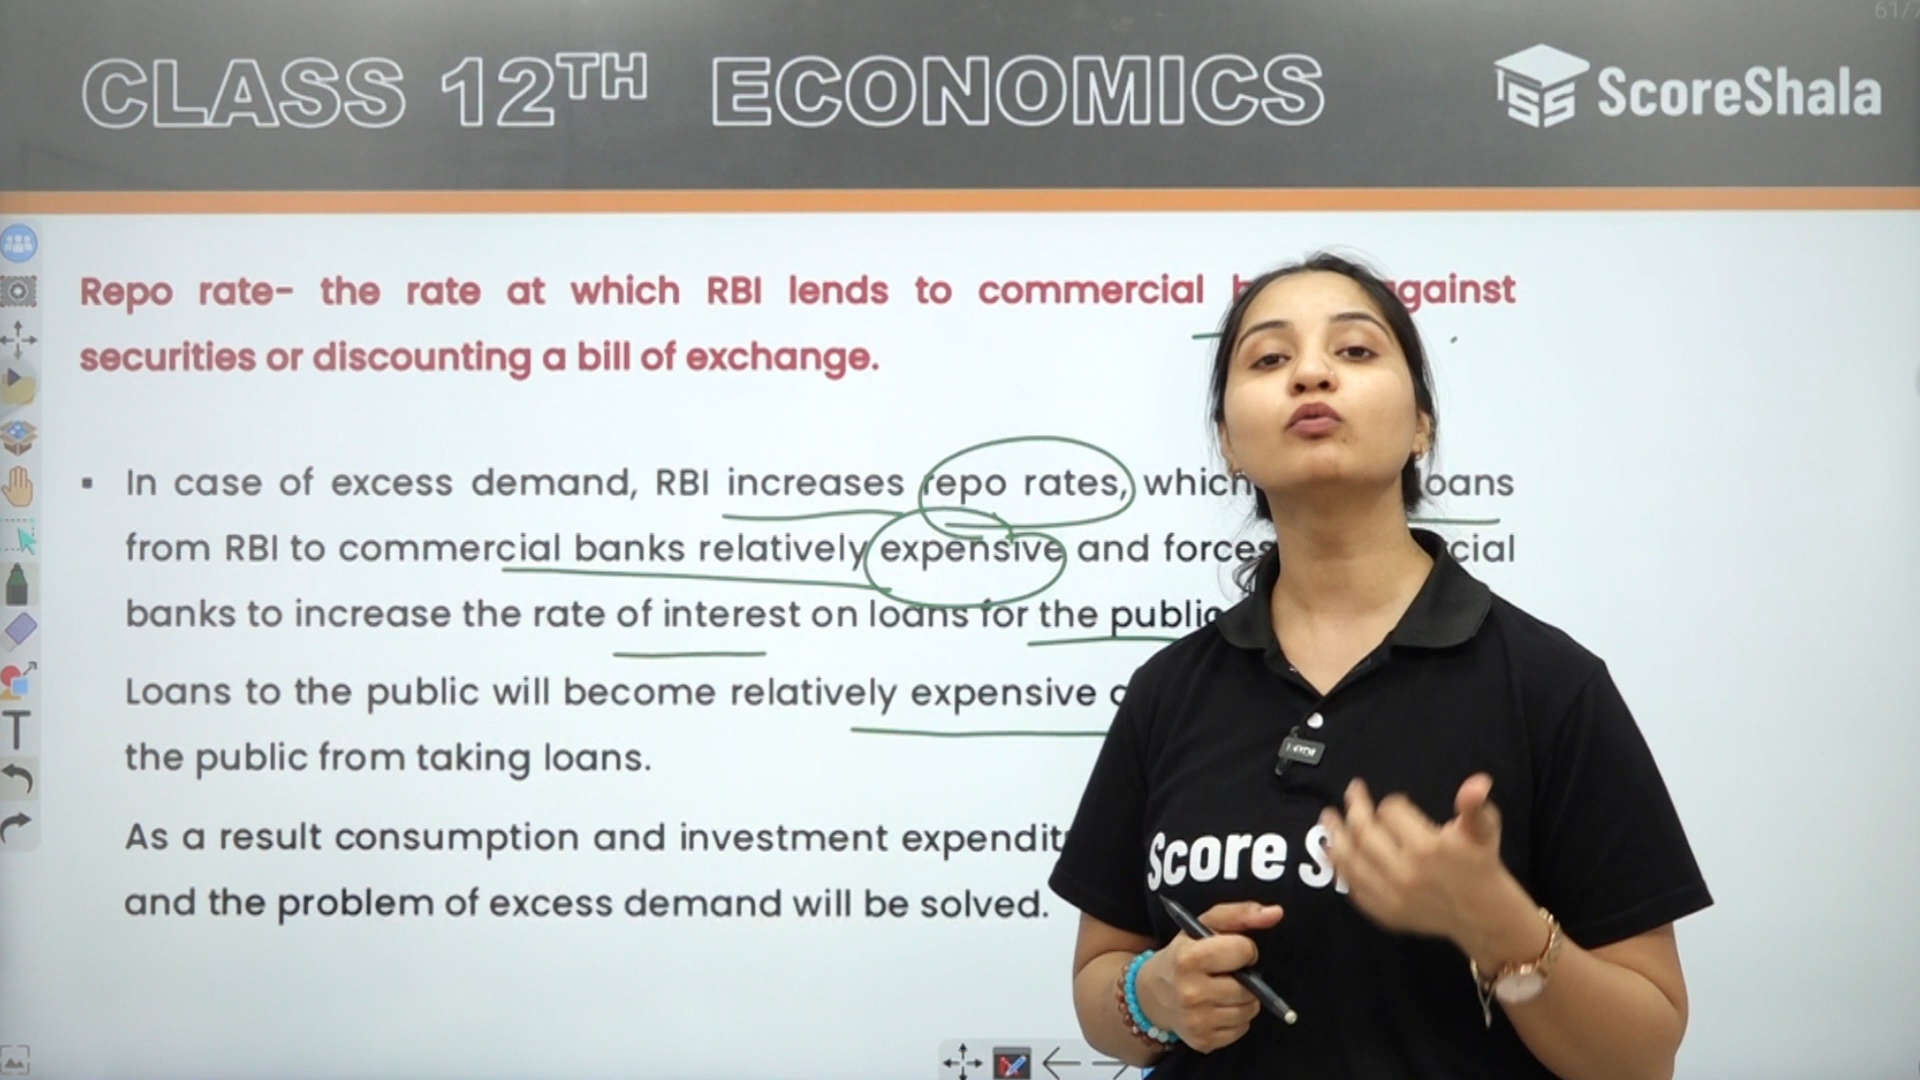 61/7
CLASS 12TH ECONOMICS
ScoreShala
Repo rate- the rate at which RBI lends to commercial against
securities or discounting a bill of exchange.
▪ In case of excess demand, RBI increases repo rates, which loans
from RBI to commercial banks relatively expensive and forces
banks to increase the rate of interest on loans for the public
Loans to the public will become relatively expensive
the public from taking loans.
As a result consumption and investment
and the problem of excess demand will be solved.
Score